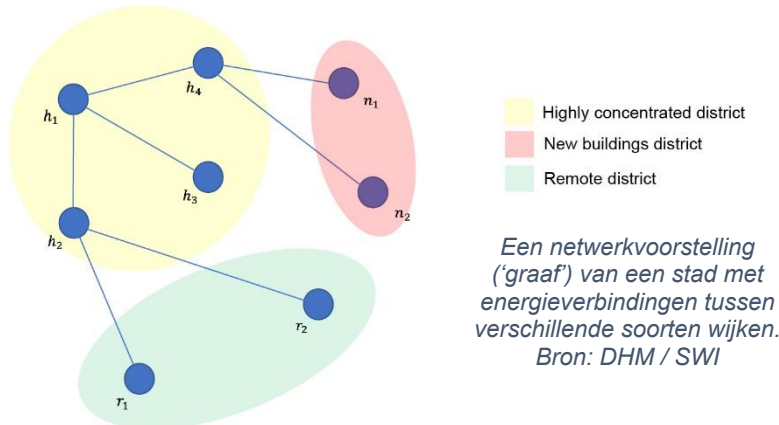 h₄
n₁
h₁
h₃
n₂
h₂
r₂
r₁
Highly concentrated district
New buildings district
Remote district
Een netwerkvoorstelling
(‘graaf’) van een stad met
energieverbindingen tussen
verschillende soorten wijken.
Bron: DHM / SWI